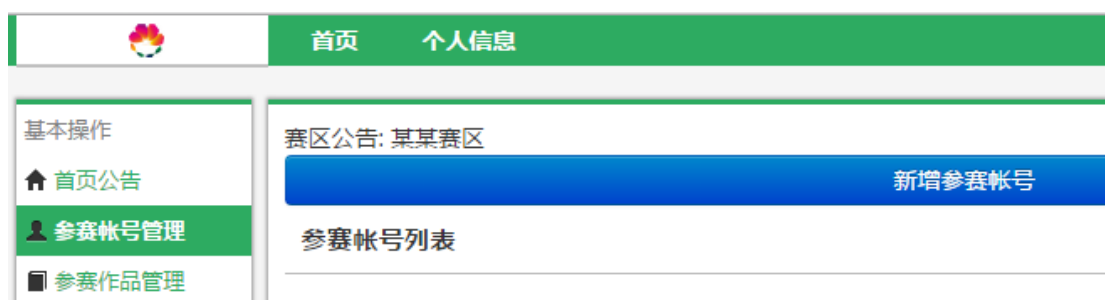 首页 个人信息
基本操作
首页公告
参赛帐号管理
参赛作品管理
赛区公告: 某某赛区
新增参赛帐号
参赛帐号列表